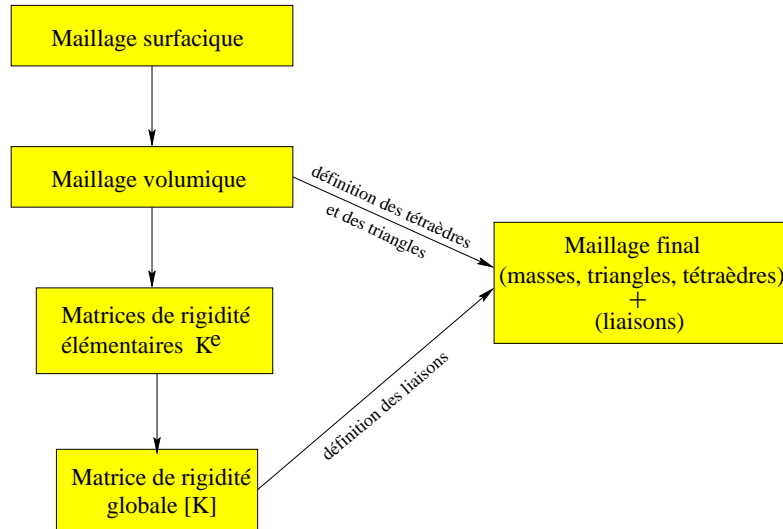 Maillage surfacique
Maillage volumique
définition des tétraèdres
et des triangles
Maillage final
(masses, triangles, tétraèdres)
+
(liaisons)
Matrices de rigidité
élémentaires K^e
définition des liaisons
Matrice de rigidité
globale [K]